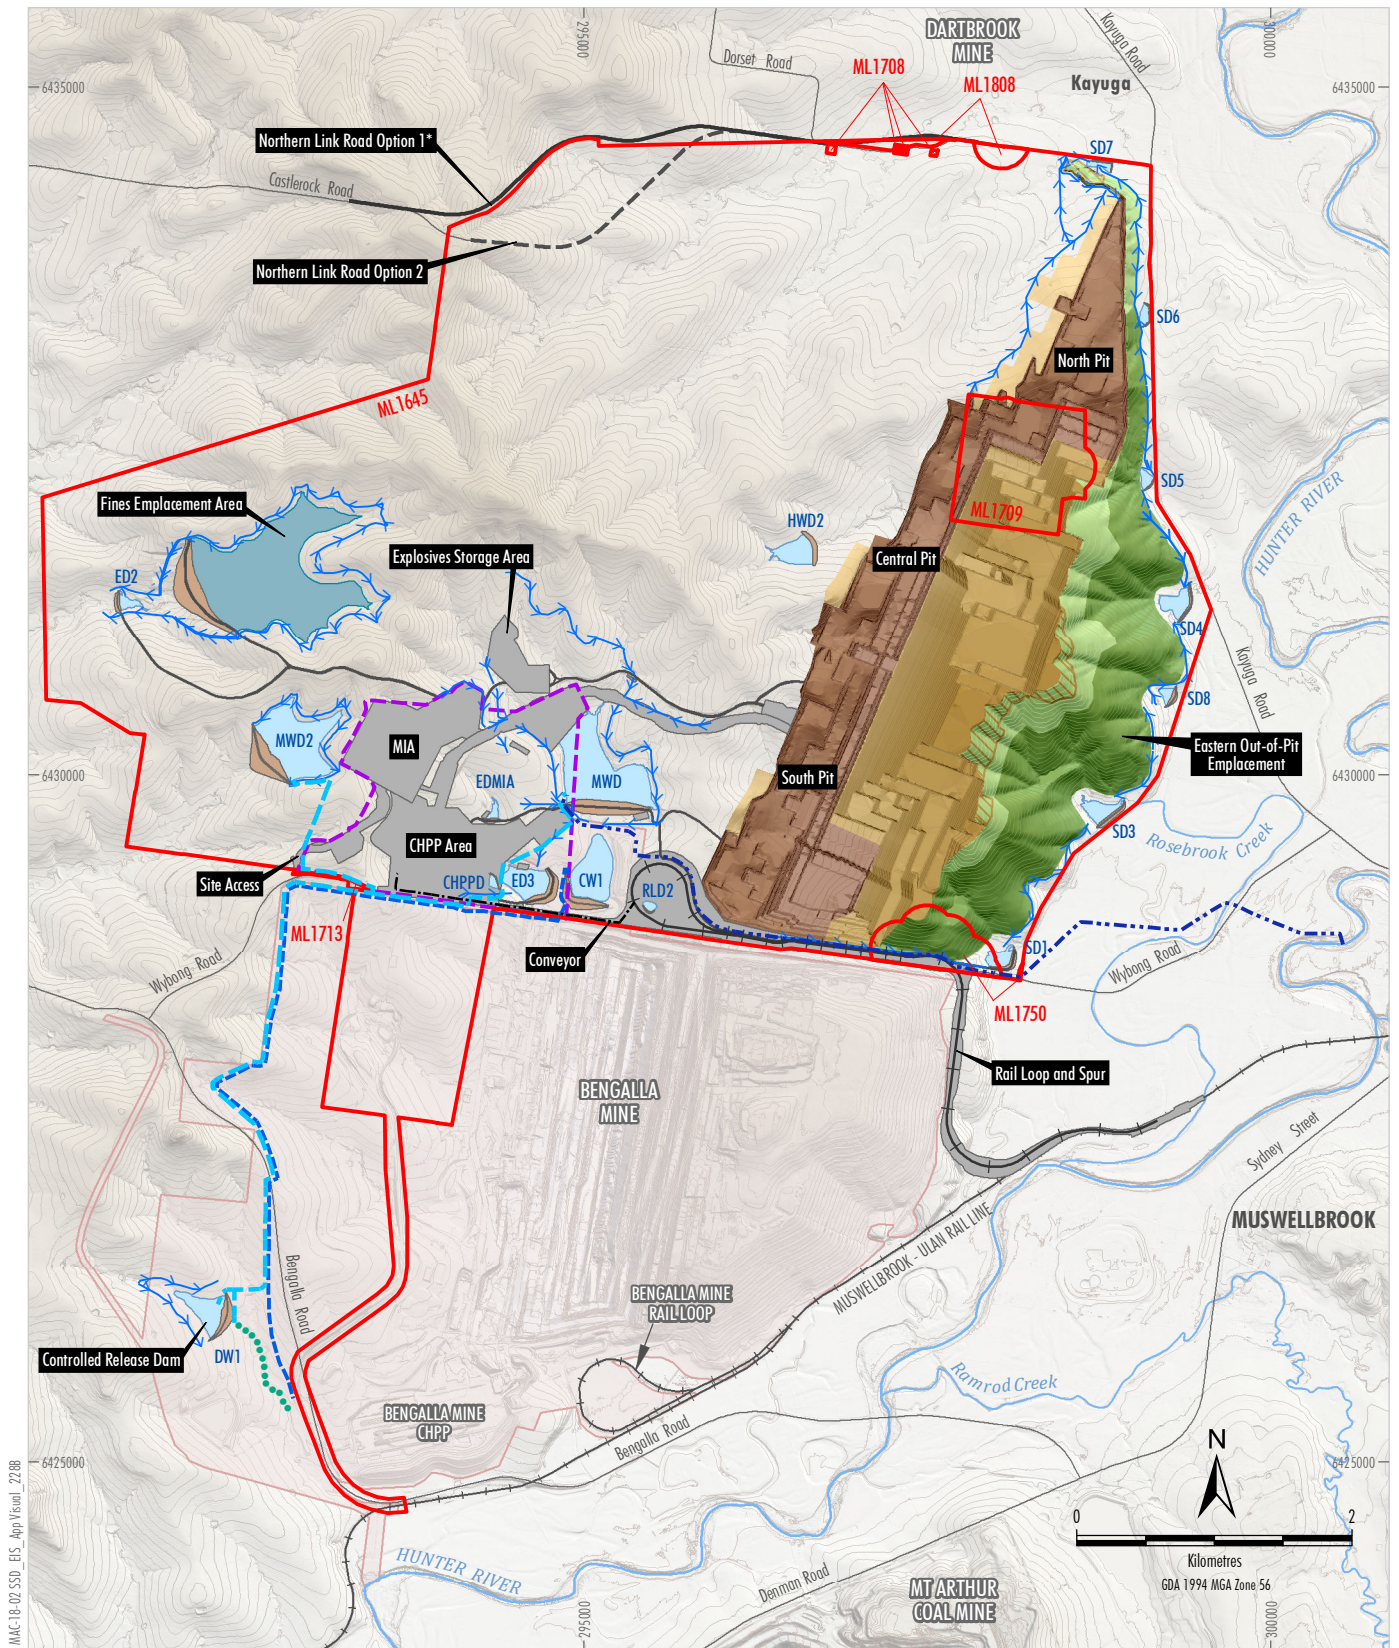 295000
300000
DARTBROOK
MINE
Kayuga Road
Dorset Road
ML1708
ML1808
Kayuga
6435000
6435000
Northern Link Road Option 1*
SD7
Castlerock Road
Northern Link Road Option 2
SD6
North Pit
ML1645
Fines Emplacement Area
SD5
ML1709
HUNTER RIVER
HWD2
Explosives Storage Area
Central Pit
ED2
SD4
Kayuga Road
SD8
MWD2
MIA
Eastern Out-of-Pit
Emplacement
6430000
6430000
EDMIA
MWD
South Pit
SD3
Rosebrook Creek
CHPP Area
Site Access
CHPPD
ED3
CW1
RLD2
ML1713
Conveyor
SD1
Wybong Road
Wybong Road
ML1750
Rail Loop and Spur
BENGALLA
MINE
Sydney Street
MUSWELLBROOK
MUSWELLBROOK - ULAN RAIL LINE
Bengalla Road
BENGALLA MINE
RAIL LOOP
Controlled Release Dam
DW1
Ramrod Creek
BENGALLA MINE
CHPP
Bengalla Road
N
6425000
6425000
0
2
Kilometres
GDA 1994 MGA Zone 56
HUNTER RIVER
Denman Road
MT ARTHUR
COAL MINE
295000
300000
MAC-18-02 SSD_EIS_App Visual_228B